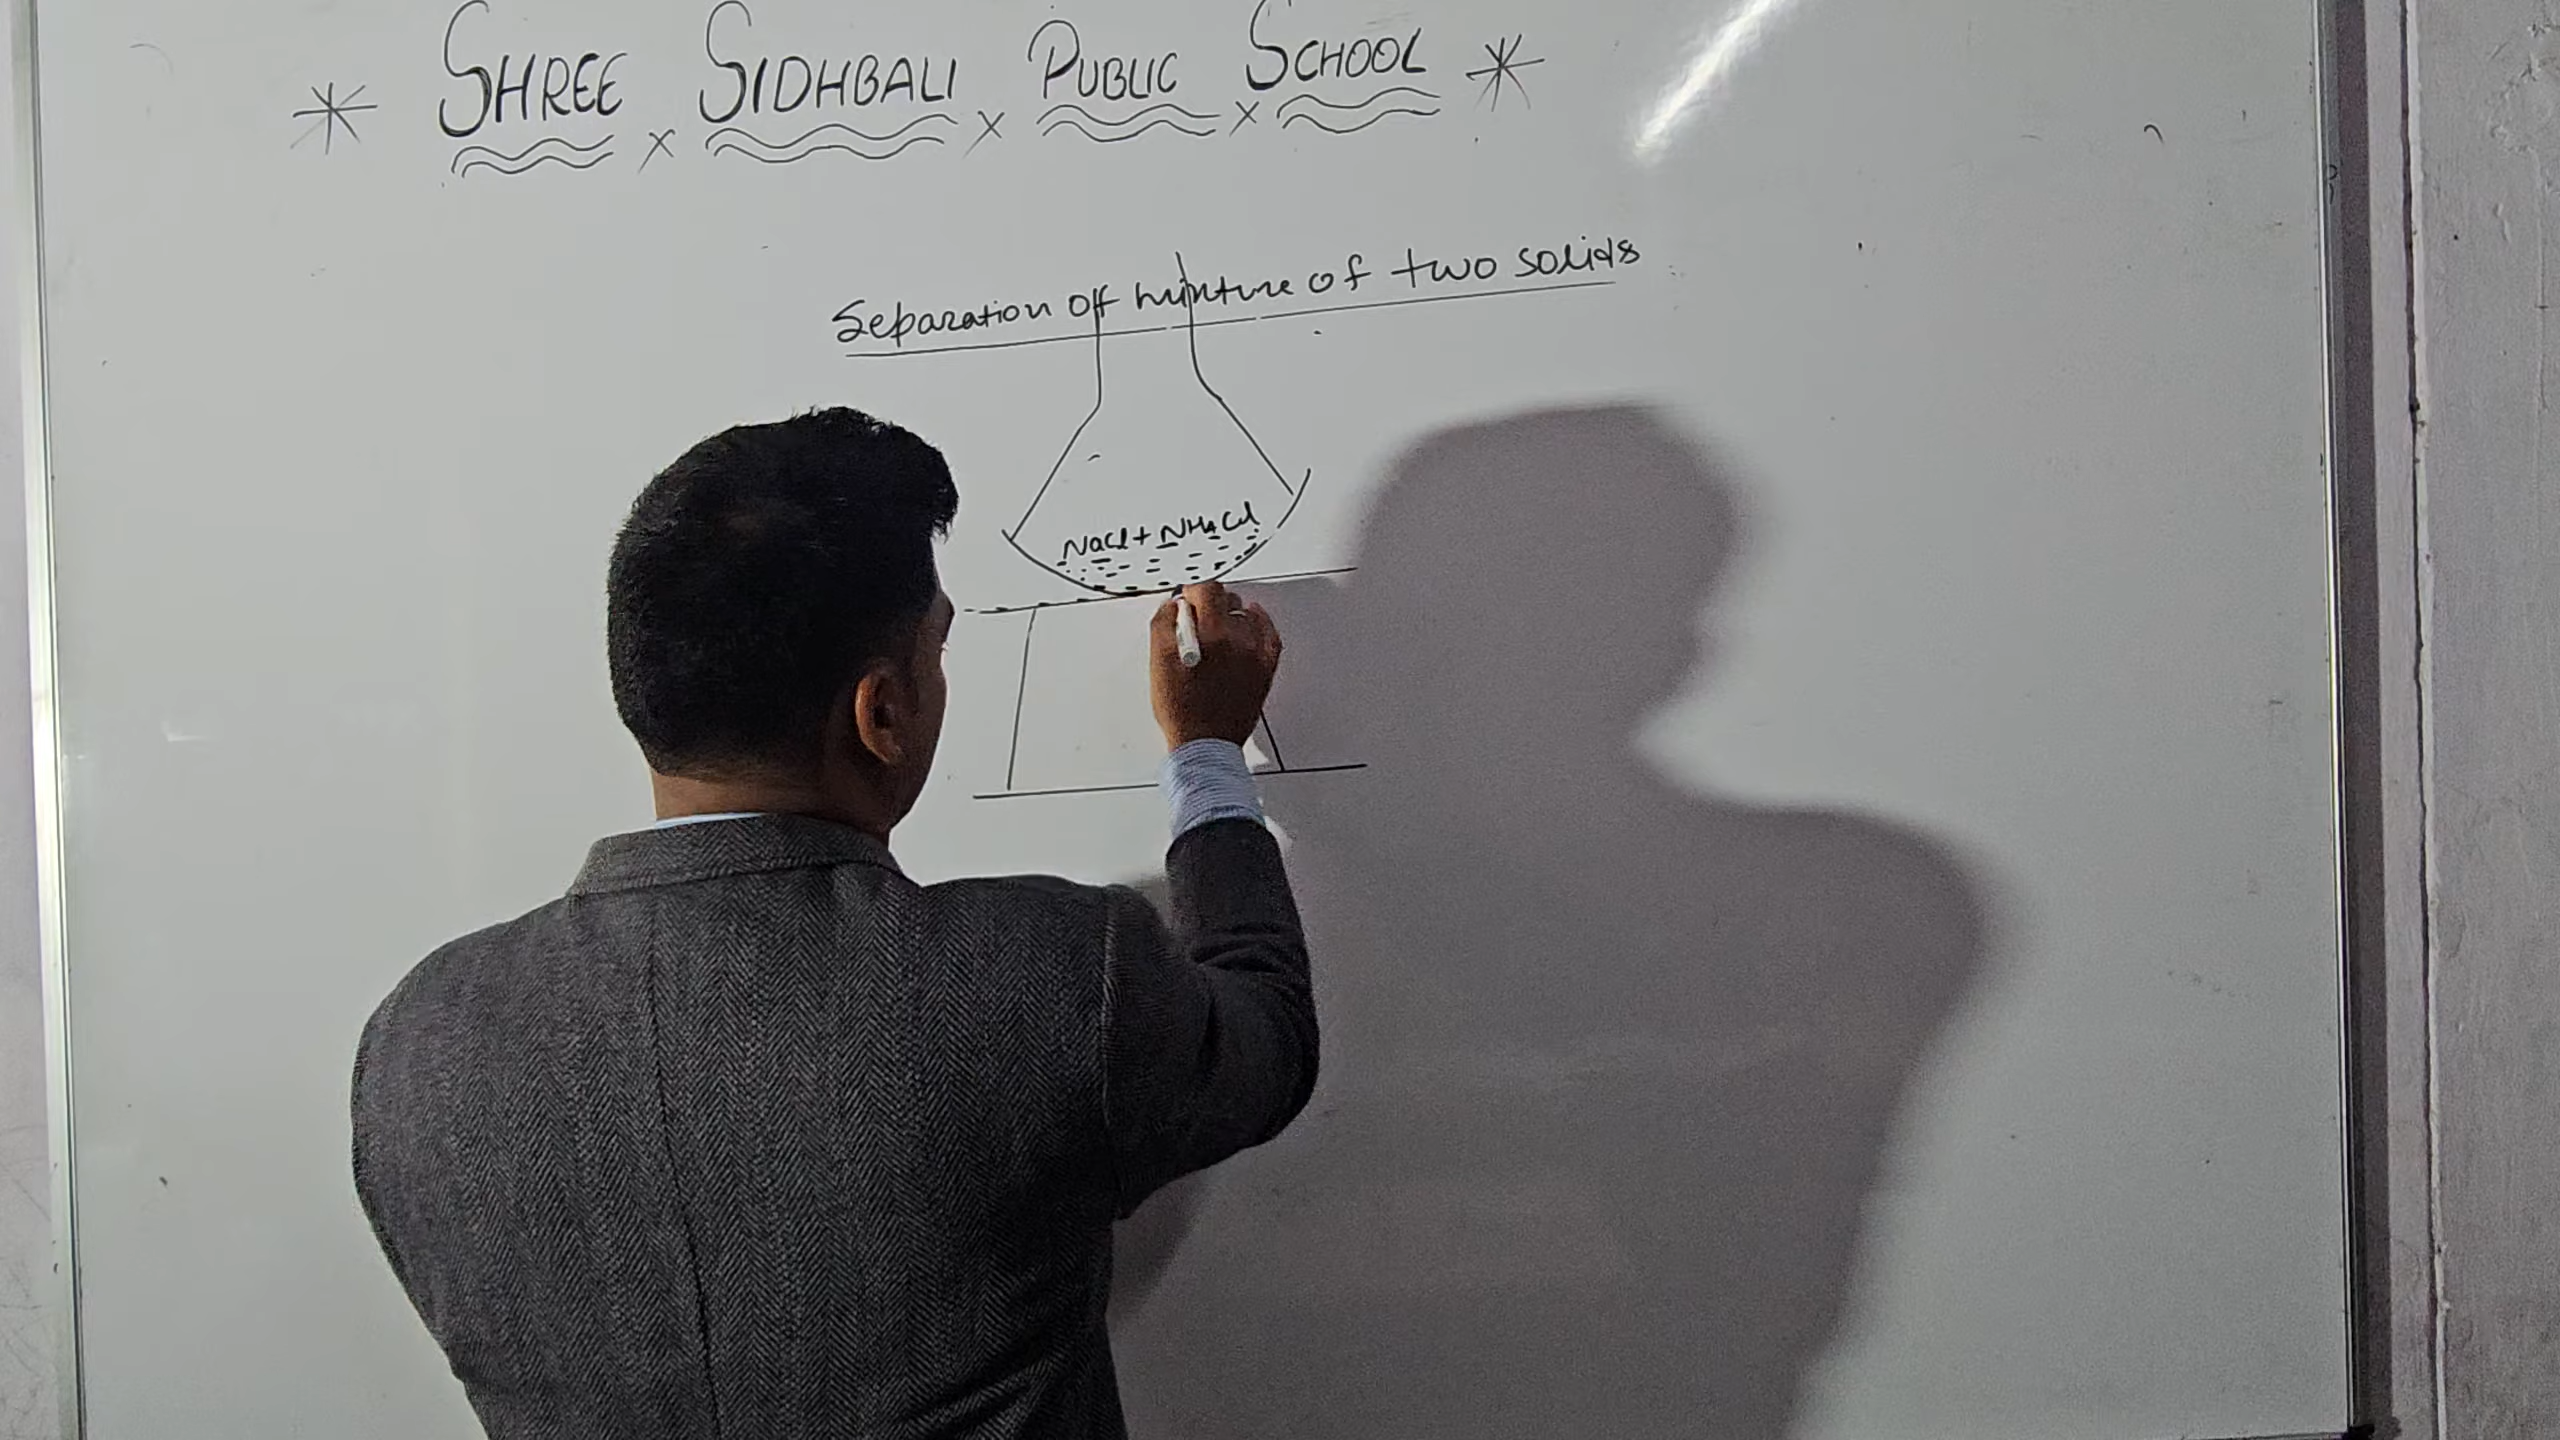 * SHREE x SIDHBALI x PUBLIC x SCHOOL *
Separation of mixture of two solids
NaCl + NH4Cl